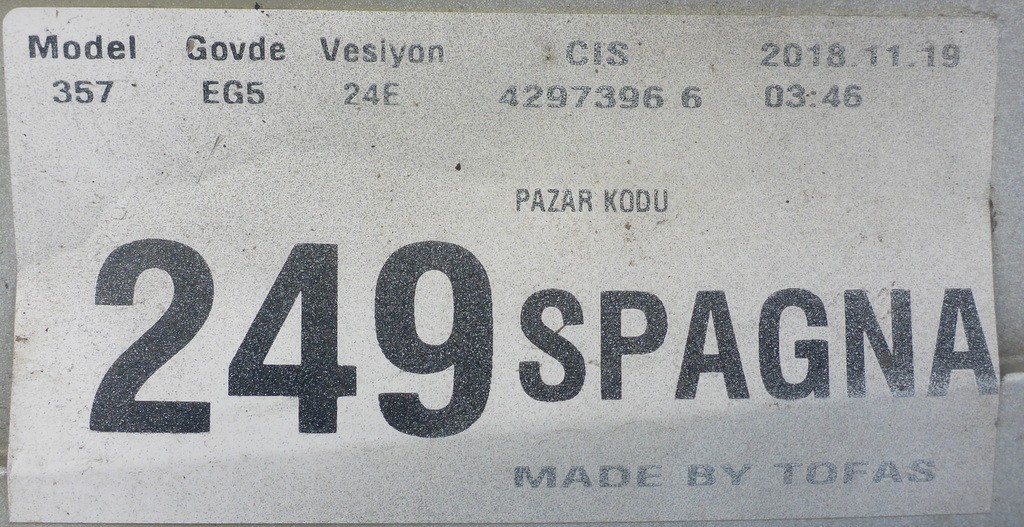 Model Govde Vesiyon CIS 2018.11.19
357 EG5 24E 4297396 6 03:46
PAZAR KODU
249 SPAGNA
MADE BY TOFAS